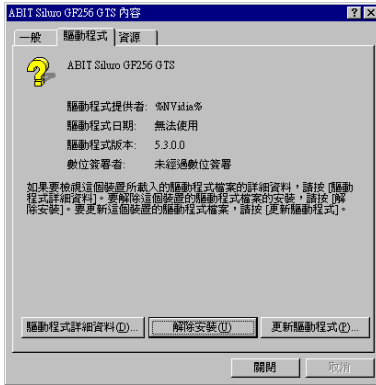 ABIT Siluro GF256 GTS 內容
一般 驅動程式 資源
ABIT Siluro GF256 GTS
驅動程式提供者: %NVidia%
驅動程式日期: 無法使用
驅動程式版本: 5.3.0.0
數位簽署者: 未經過數位簽署
如果要檢視這個裝置所載入的驅動程式檔案的詳細資料，請按 [驅動
程式詳細資料]。要解除這個裝置的驅動程式檔案的安裝，請按 [解
除安裝]。要更新這個裝置的驅動程式檔案，請按 [更新驅動程式]。
驅動程式詳細資料(D)... 解除安裝(U) 更新驅動程式(P)...
關閉 取消